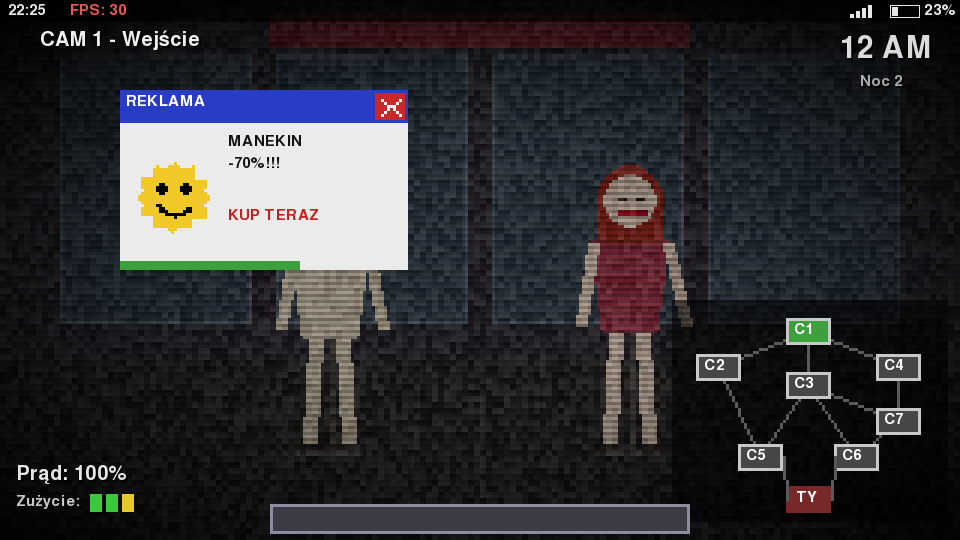 22:25 FPS: 30 23%
CAM 1 - Wejście
12 AM
Noc 2
REKLAMA
MANEKIN
-70%!!!
KUP TERAZ
C1
C2
C4
C3
C7
C5
C6
TY
Prąd: 100%
Zużycie: